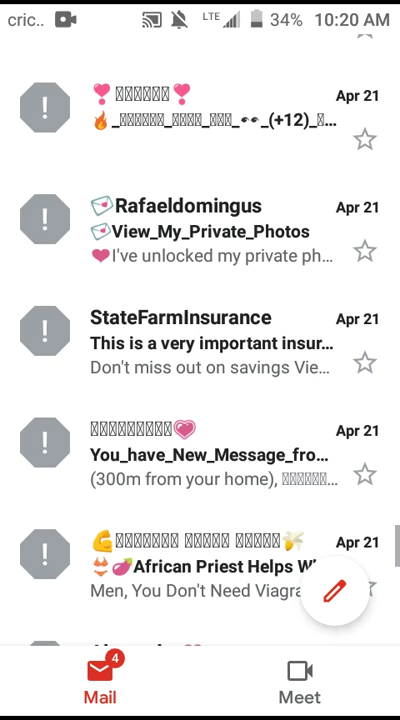 cric..
LTE
34%
10:20 AM
Apr 21
_(+12)_
Rafaeldomingus
Apr 21
View_My_Private_Photos
I've unlocked my private ph...
StateFarmInsurance
Apr 21
This is a very important insur...
Don't miss out on savings Vie...
Apr 21
You_have_New_Message_fro...
(300m from your home),
Apr 21
African Priest Helps
Men, You Don't Need Viagra
4
Mail
Meet